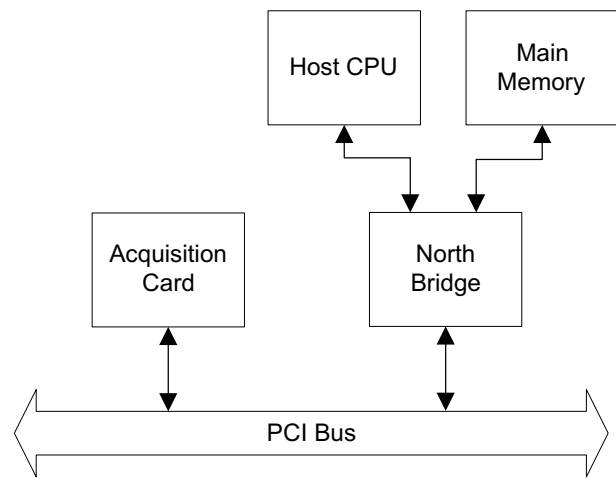 Host CPU
Main
Memory
Acquisition
Card
North
Bridge
PCI Bus